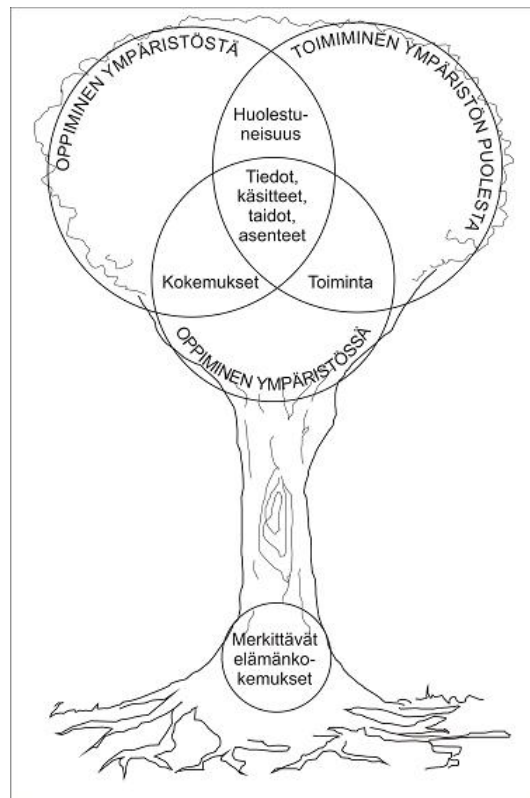 OPPIMINEN YMPÄRISTÖSTÄ
TOIMIMINEN YMPÄRISTÖN PUOLESTA
Huolestu-
neisuus
Tiedot,
käsitteet,
taidot,
asenteet
Kokemukset
Toiminta
OPPIMINEN YMPÄRISTÖSSÄ
Merkittävät
elämänko-
kemukset